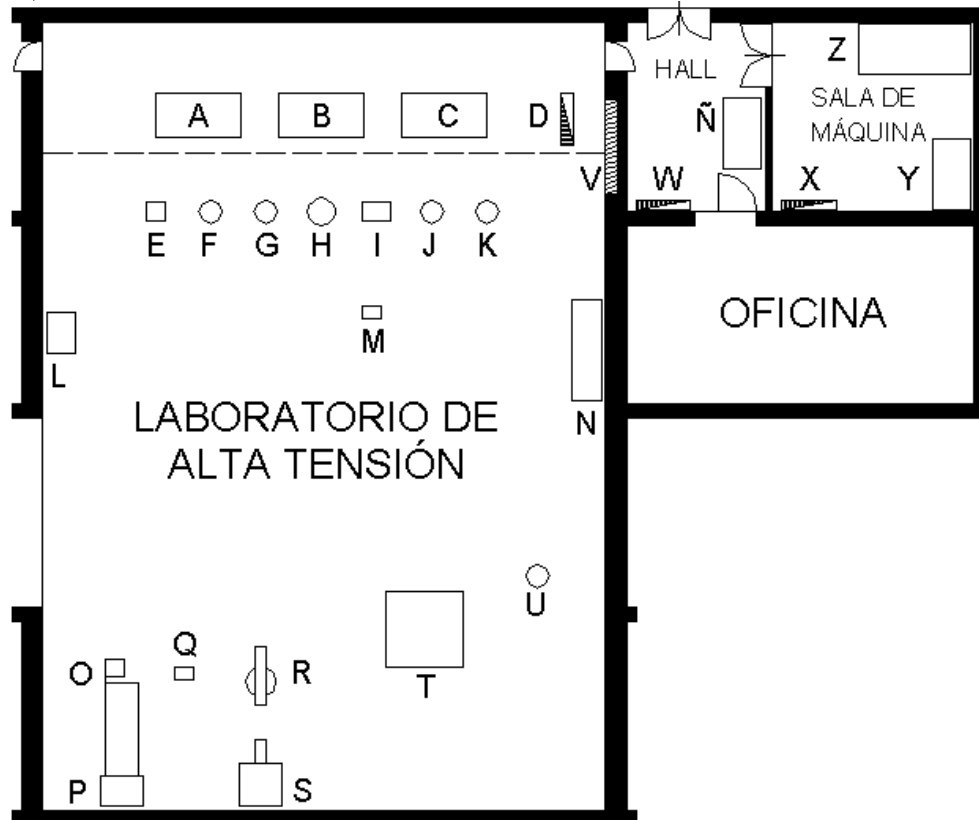 HALL
Z
SALA DE
MÁQUINA
A
B
C
D
Ñ
V
W
X
Y
E
F
G
H
I
J
K
M
L
OFICINA
N
LABORATORIO DE
ALTA TENSIÓN
U
Q
O
R
T
P
S